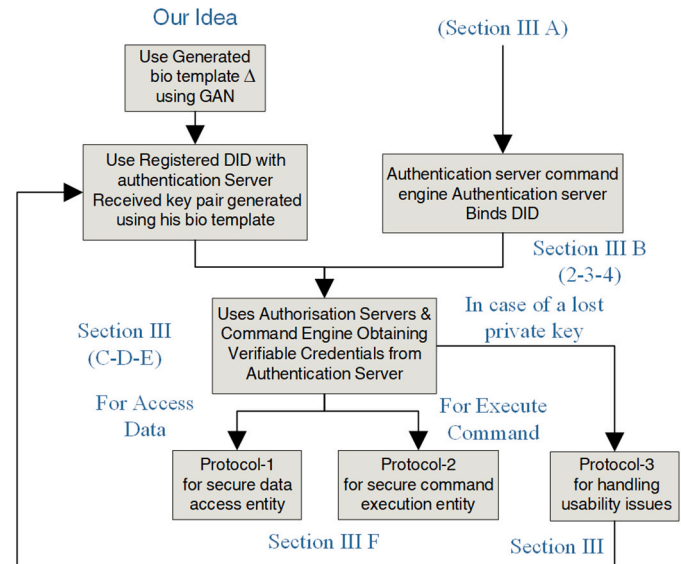 Our Idea
(Section III A)
Use Generated
bio template Δ
using GAN
Use Registered DID with
authentication Server
Received key pair generated
using his bio template
Authentication server command
engine Authentication server
Binds DID
Section III B
(2-3-4)
Uses Authorisation Servers &
Command Engine Obtaining
Verifiable Credentials from
Authentication Server
In case of a lost
private key
Section III
(C-D-E)
For Access
Data
For Execute
Command
Protocol-1
for secure data
access entity
Protocol-2
for secure command
execution entity
Protocol-3
for handling
usability issues
Section III F
Section III